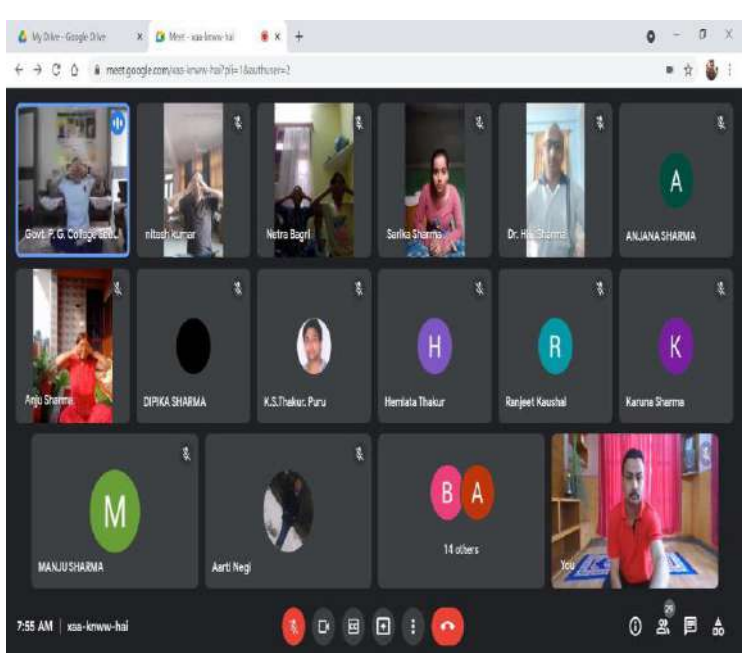 My Drive - Google Drive
Meet - xaa-knww-hai
meet.google.com/xaa-knww-hai?pli=1&authuser=2
Govt. P. G. College See...
nitash kumar
Netra Bagri
Sarika Sharma
Dr. Sharma
A
ANJANA SHARMA
Anju Sharma
DIPIKA SHARMA
K.S.Thakur. Puru
H
Hemlata Thakur
R
Ranjeet Kaushal
K
Karuna Sharma
M
MANJU SHARMA
Aarti Negi
B A
14 others
You
7:55 AM | xaa-knww-hai
29